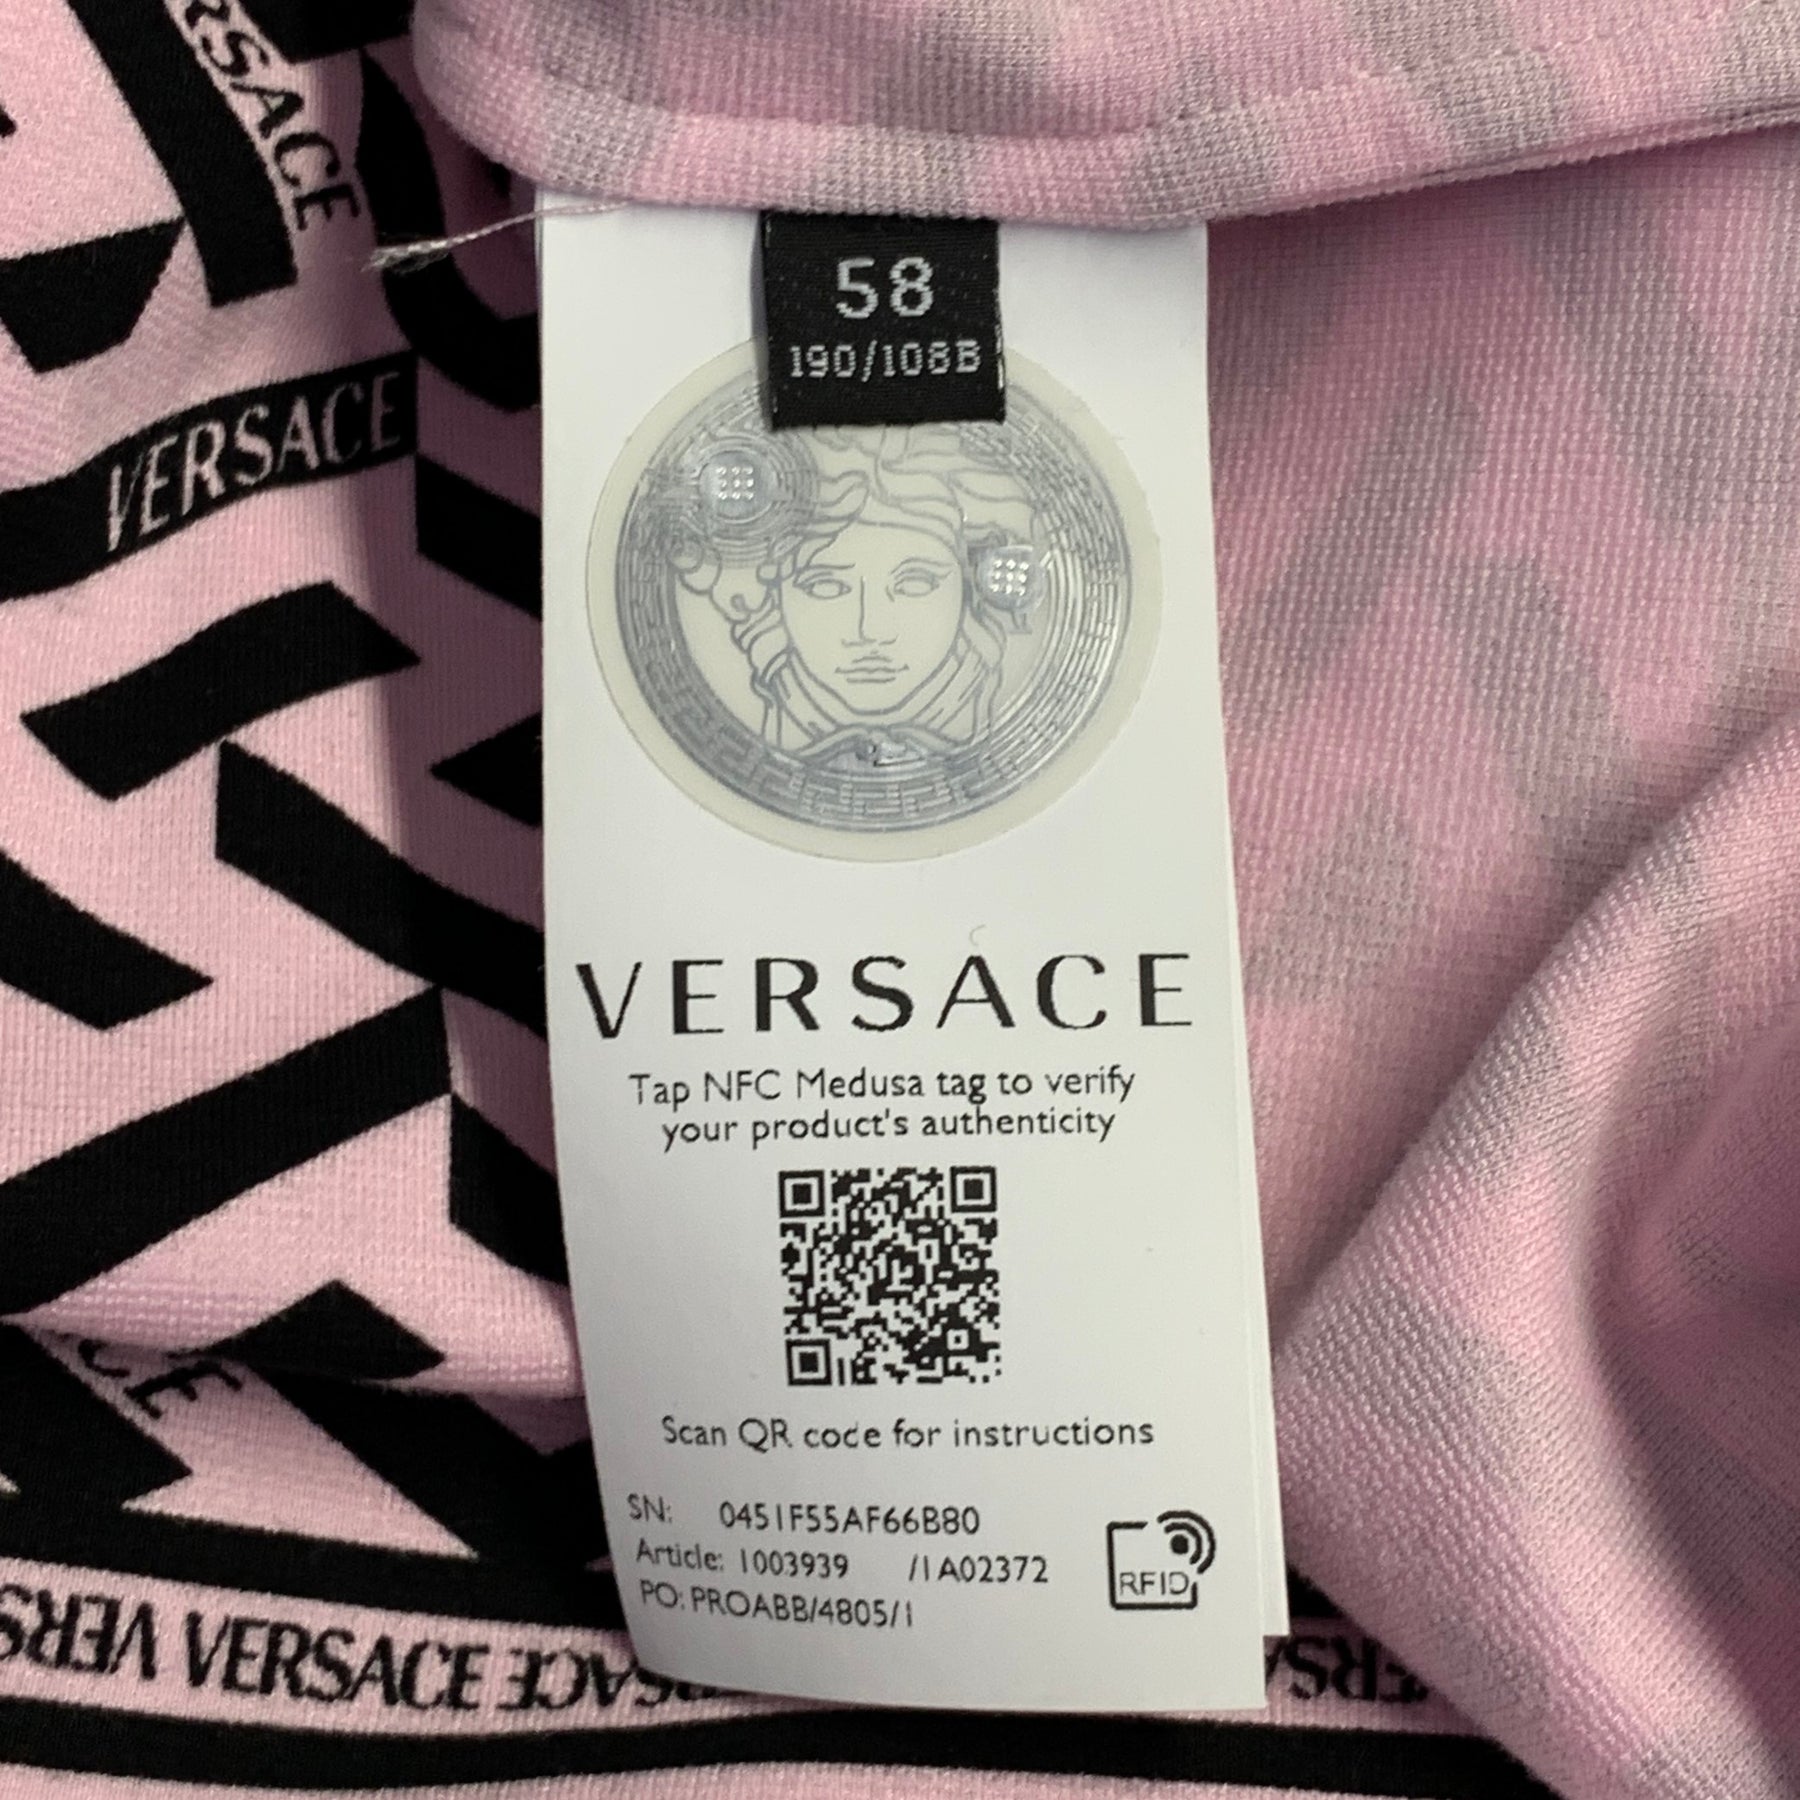 VERSACE
58
190/108B
VERSACE
VERSACE
Tap NFC Medusa tag to verify
your product's authenticity
Scan QR code for instructions
SN: 0451F55AF66B80
Article: 1003939 /1A02372
PO: PROABB/4805/1
RFID
VERSACE